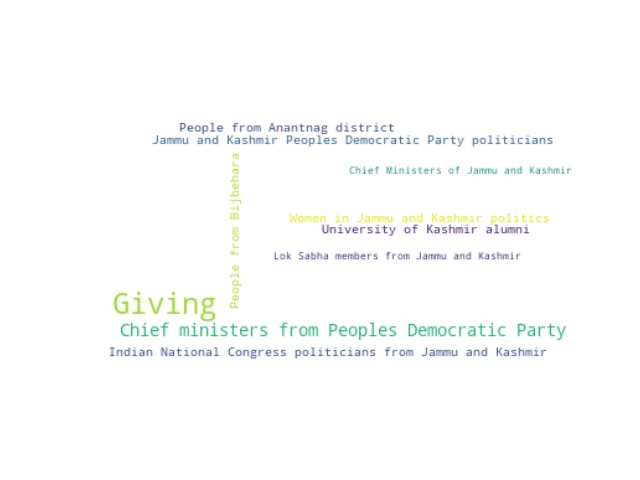 People from Anantnag district
Jammu and Kashmir Peoples Democratic Party politicians
People from Bijbehara
Chief Ministers of Jammu and Kashmir
Women in Jammu and Kashmir politics
University of Kashmir alumni
Lok Sabha members from Jammu and Kashmir
Giving
Chief ministers from Peoples Democratic Party
Indian National Congress politicians from Jammu and Kashmir